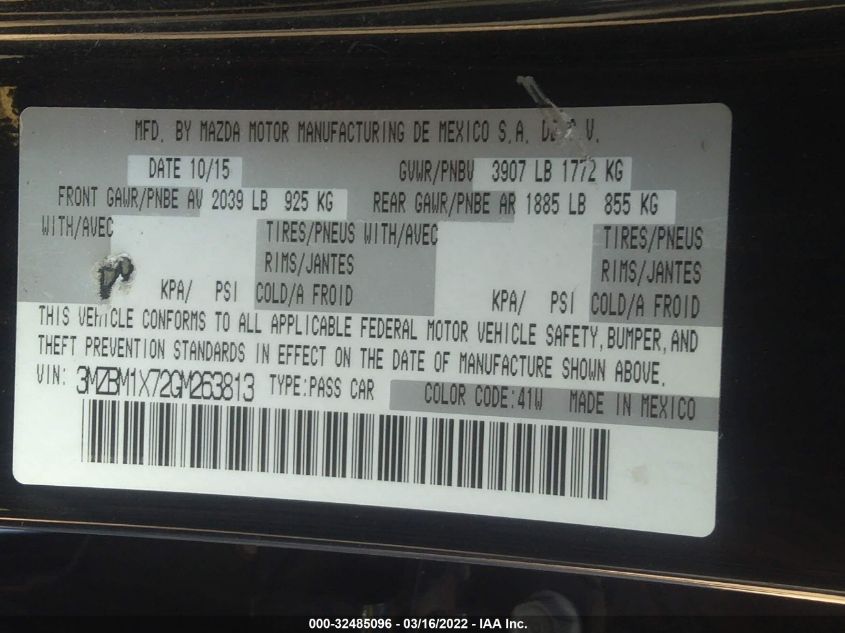 MFD. BY MAZDA MOTOR MANUFACTURING DE MEXICO S.A. DE C.V.
DATE 10/15 GVWR/PNBV 3907 LB 1772 KG
FRONT GAWR/PNBE AV 2039 LB 925 KG REAR GAWR/PNBE AR 1885 LB 855 KG
WITH/AVEC TIRES/PNEUS WITH/AVEC TIRES/PNEUS
RIMS/JANTES RIMS/JANTES
KPA/ PSI COLD/A FROID KPA/ PSI COLD/A FROID
THIS VEHICLE CONFORMS TO ALL APPLICABLE FEDERAL MOTOR VEHICLE SAFETY, BUMPER, AND
THEFT PREVENTION STANDARDS IN EFFECT ON THE DATE OF MANUFACTURE SHOWN ABOVE.
VIN: 3MZBM1X72GM263813 TYPE:PASS CAR COLOR CODE:41W MADE IN MEXICO
000-32485096 - 03/16/2022 - IAA Inc.